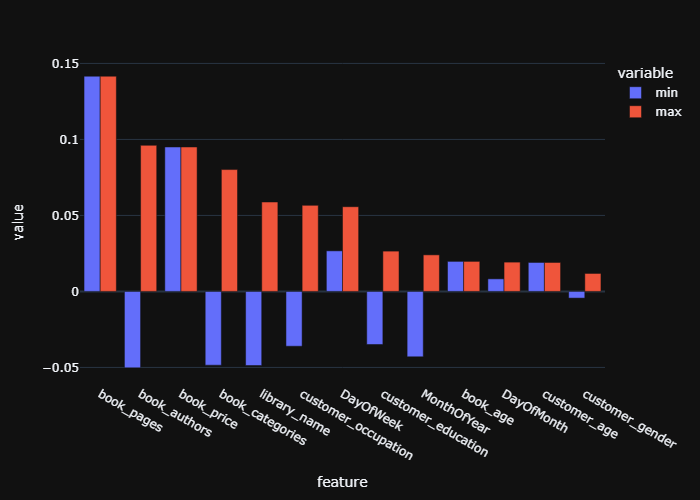 variable
min
max
0.15
0.1
0.05
0
−0.05
value
book_pages
book_authors
book_price
book_categories
library_name
customer_occupation
DayOfWeek
customer_education
MonthOfYear
book_age
DayOfMonth
customer_age
customer_gender
feature